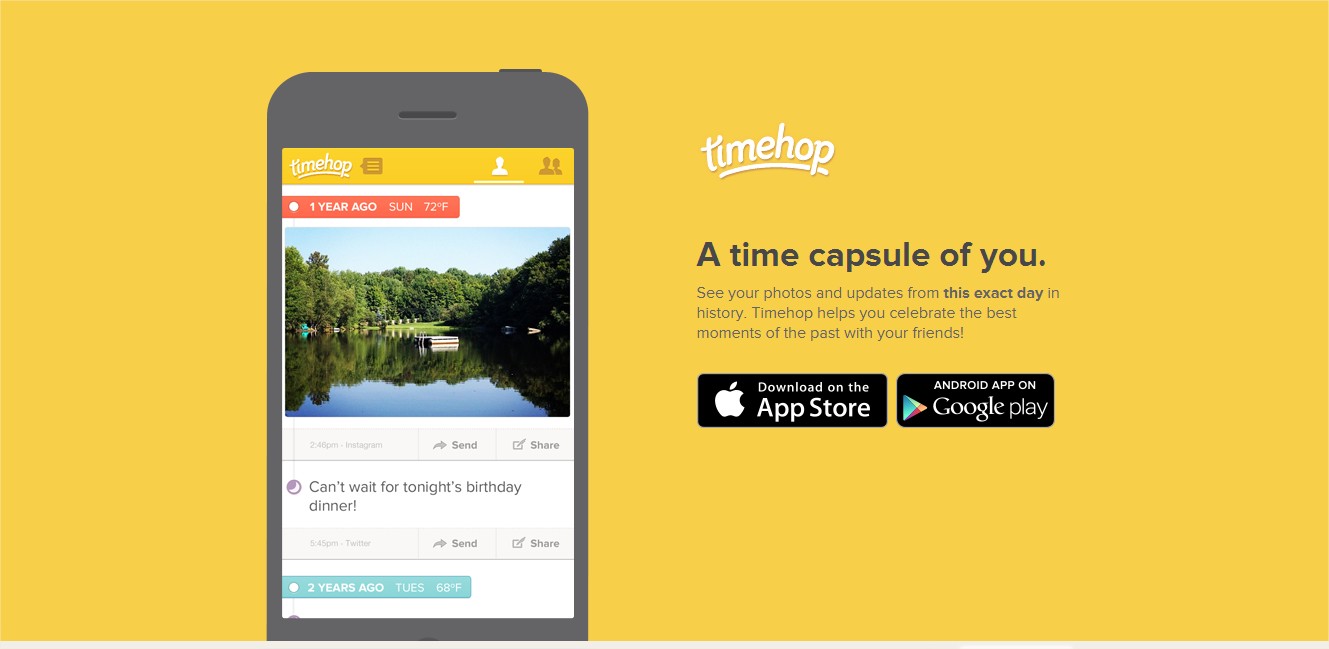 timehop
1 YEAR AGO SUN 72ºF
2:46pm - Instagram Send Share
Can't wait for tonight's birthday
dinner!
5:45pm - Twitter Send Share
2 YEARS AGO TUES 68ºF
timehop
A time capsule of you.
See your photos and updates from this exact day in
history. Timehop helps you celebrate the best
moments of the past with your friends!
Download on the
App Store
ANDROID APP ON
Google play